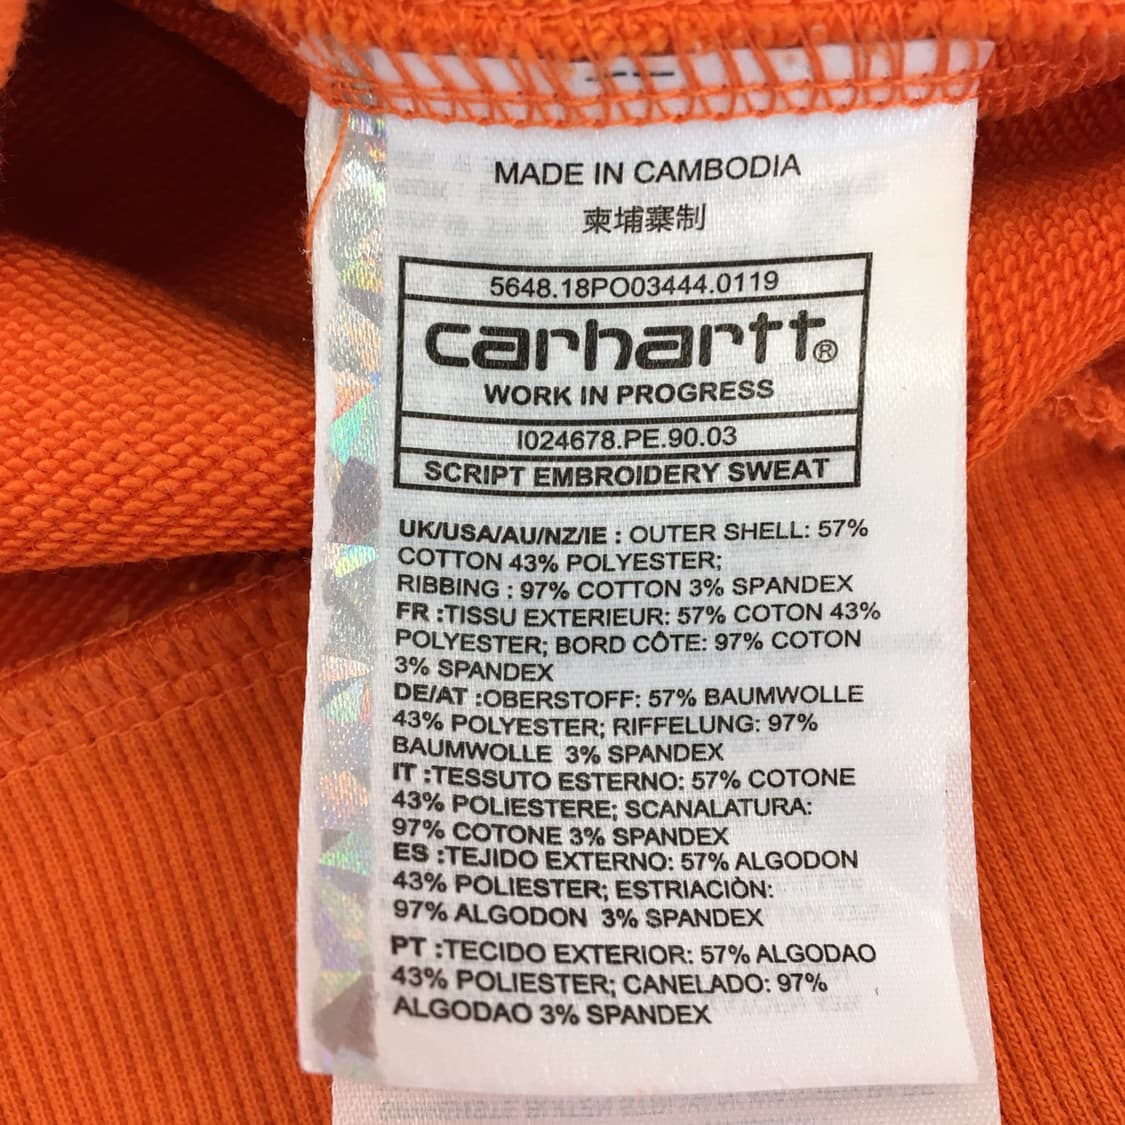 MADE IN CAMBODIA
柬埔寨制
5648.18PO03444.0119
carhartt®
WORK IN PROGRESS
I024678.PE.90.03
SCRIPT EMBROIDERY SWEAT
UK/USA/AU/NZ/IE : OUTER SHELL: 57%
COTTON 43% POLYESTER;
RIBBING : 97% COTTON 3% SPANDEX
FR :TISSU EXTERIEUR: 57% COTON 43%
POLYESTER; BORD CÔTE: 97% COTON
3% SPANDEX
DE/AT :OBERSTOFF: 57% BAUMWOLLE
43% POLYESTER; RIFFELUNG: 97%
BAUMWOLLE 3% SPANDEX
IT :TESSUTO ESTERNO: 57% COTONE
43% POLIESTERE; SCANALATURA:
97% COTONE 3% SPANDEX
ES :TEJIDO EXTERNO: 57% ALGODON
43% POLIESTER; ESTRIACIÒN:
97% ALGODON 3% SPANDEX
PT :TECIDO EXTERIOR: 57% ALGODAO
43% POLIESTER; CANELADO: 97%
ALGODAO 3% SPANDEX